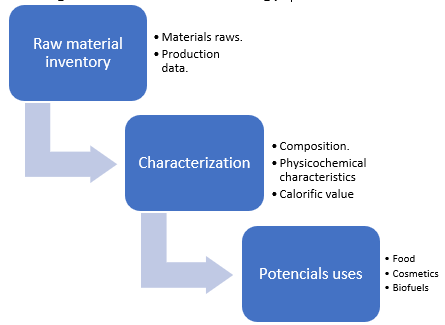 Raw material
inventory
• Materials raws.
• Production
data.
Characterization
• Composition.
• Physicochemical
characteristics
• Calorific value
Potencials uses
• Food
• Cosmetics
• Biofuels